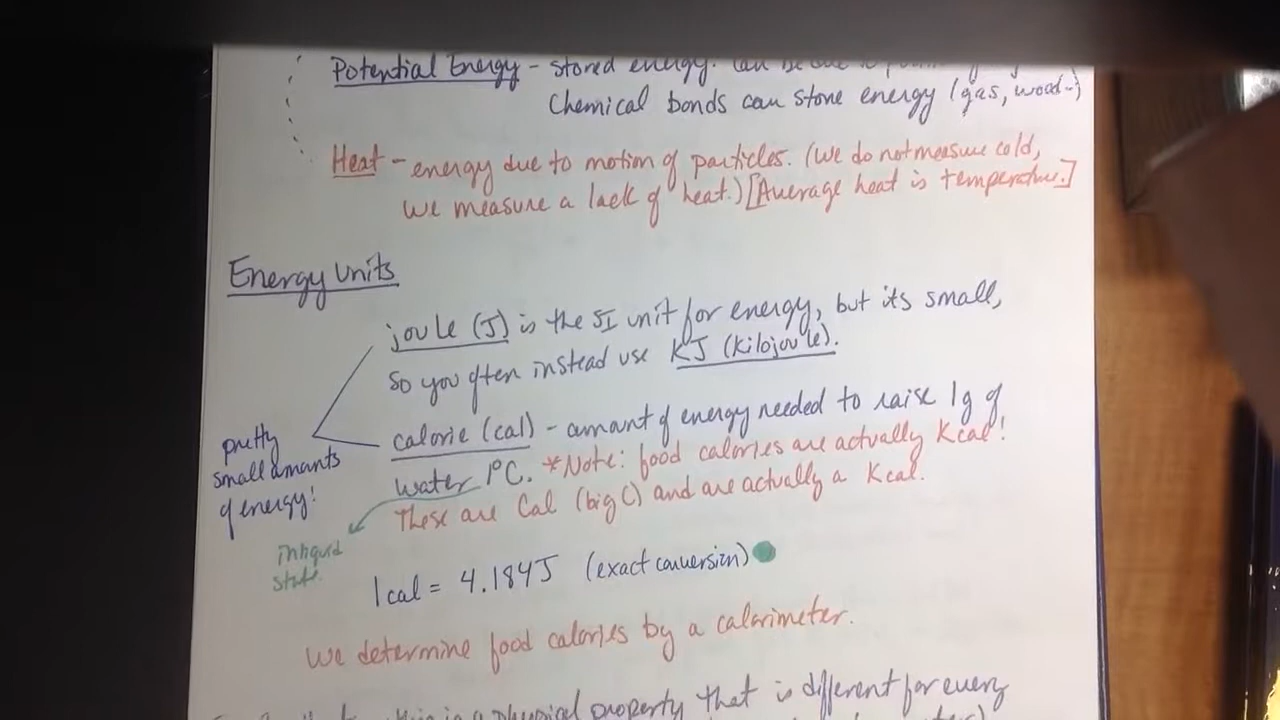 Potential Energy - stored energy. Can be due to
Chemical bonds can store energy (gas, wood-)
Heat - energy due to motion of particles. (We do not measure cold,
we measure a lack of heat.) [Average heat is temperature.]
Energy Units
joule (J) is the SI unit for energy, but its small,
so you often instead use KJ (kilojoule).
calorie (cal) - amount of energy needed to raise 1g of
water 1°C. *Note: food calories are actually Kcal!
These are Cal (big C) and are actually a Kcal.
pretty
small amounts
of energy!
in liquid
state.
1 cal = 4.184J (exact conversion)
We determine food calories by a calorimeter.
this is a physical property that is different for every